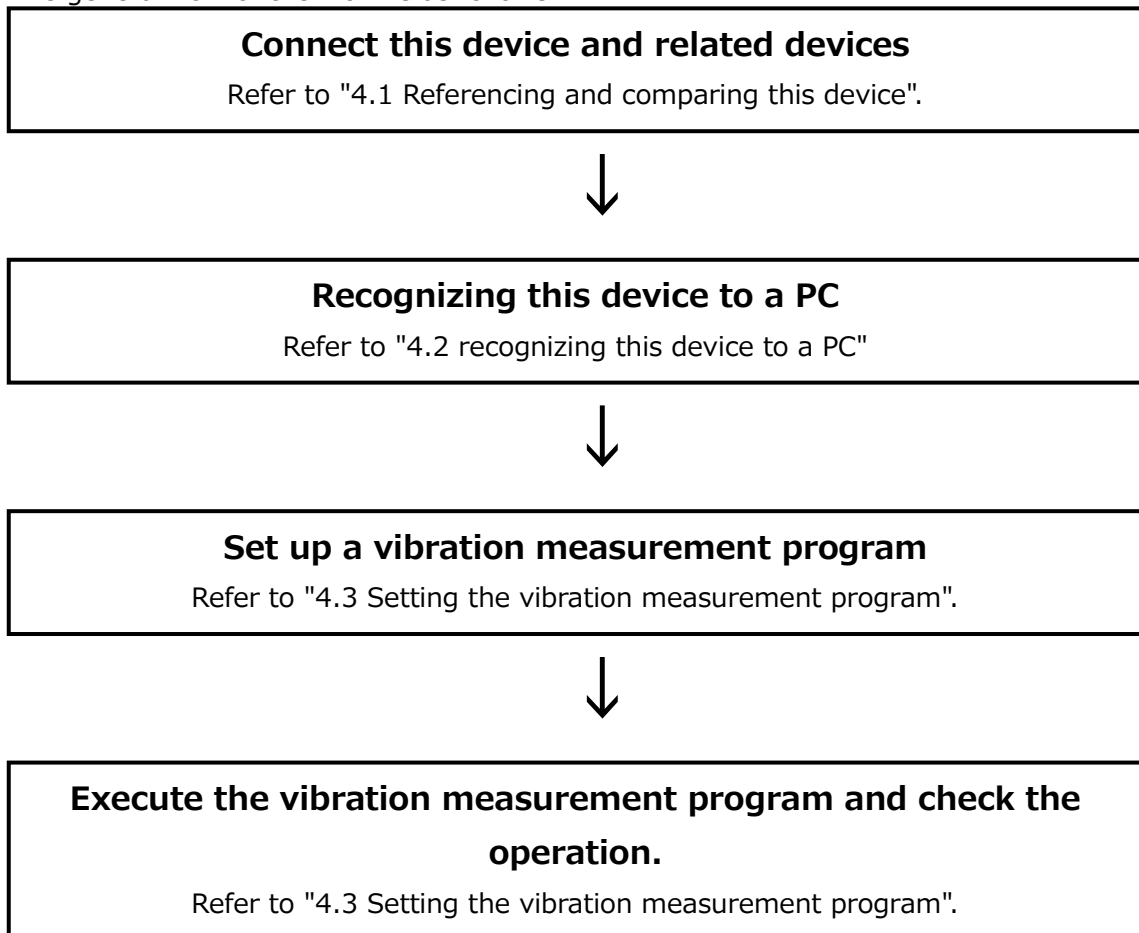 Connect this device and related devices
Refer to "4.1 Referencing and comparing this device".
Recognizing this device to a PC
Refer to "4.2 recognizing this device to a PC"
Set up a vibration measurement program
Refer to "4.3 Setting the vibration measurement program".
Execute the vibration measurement program and check the
operation.
Refer to "4.3 Setting the vibration measurement program".